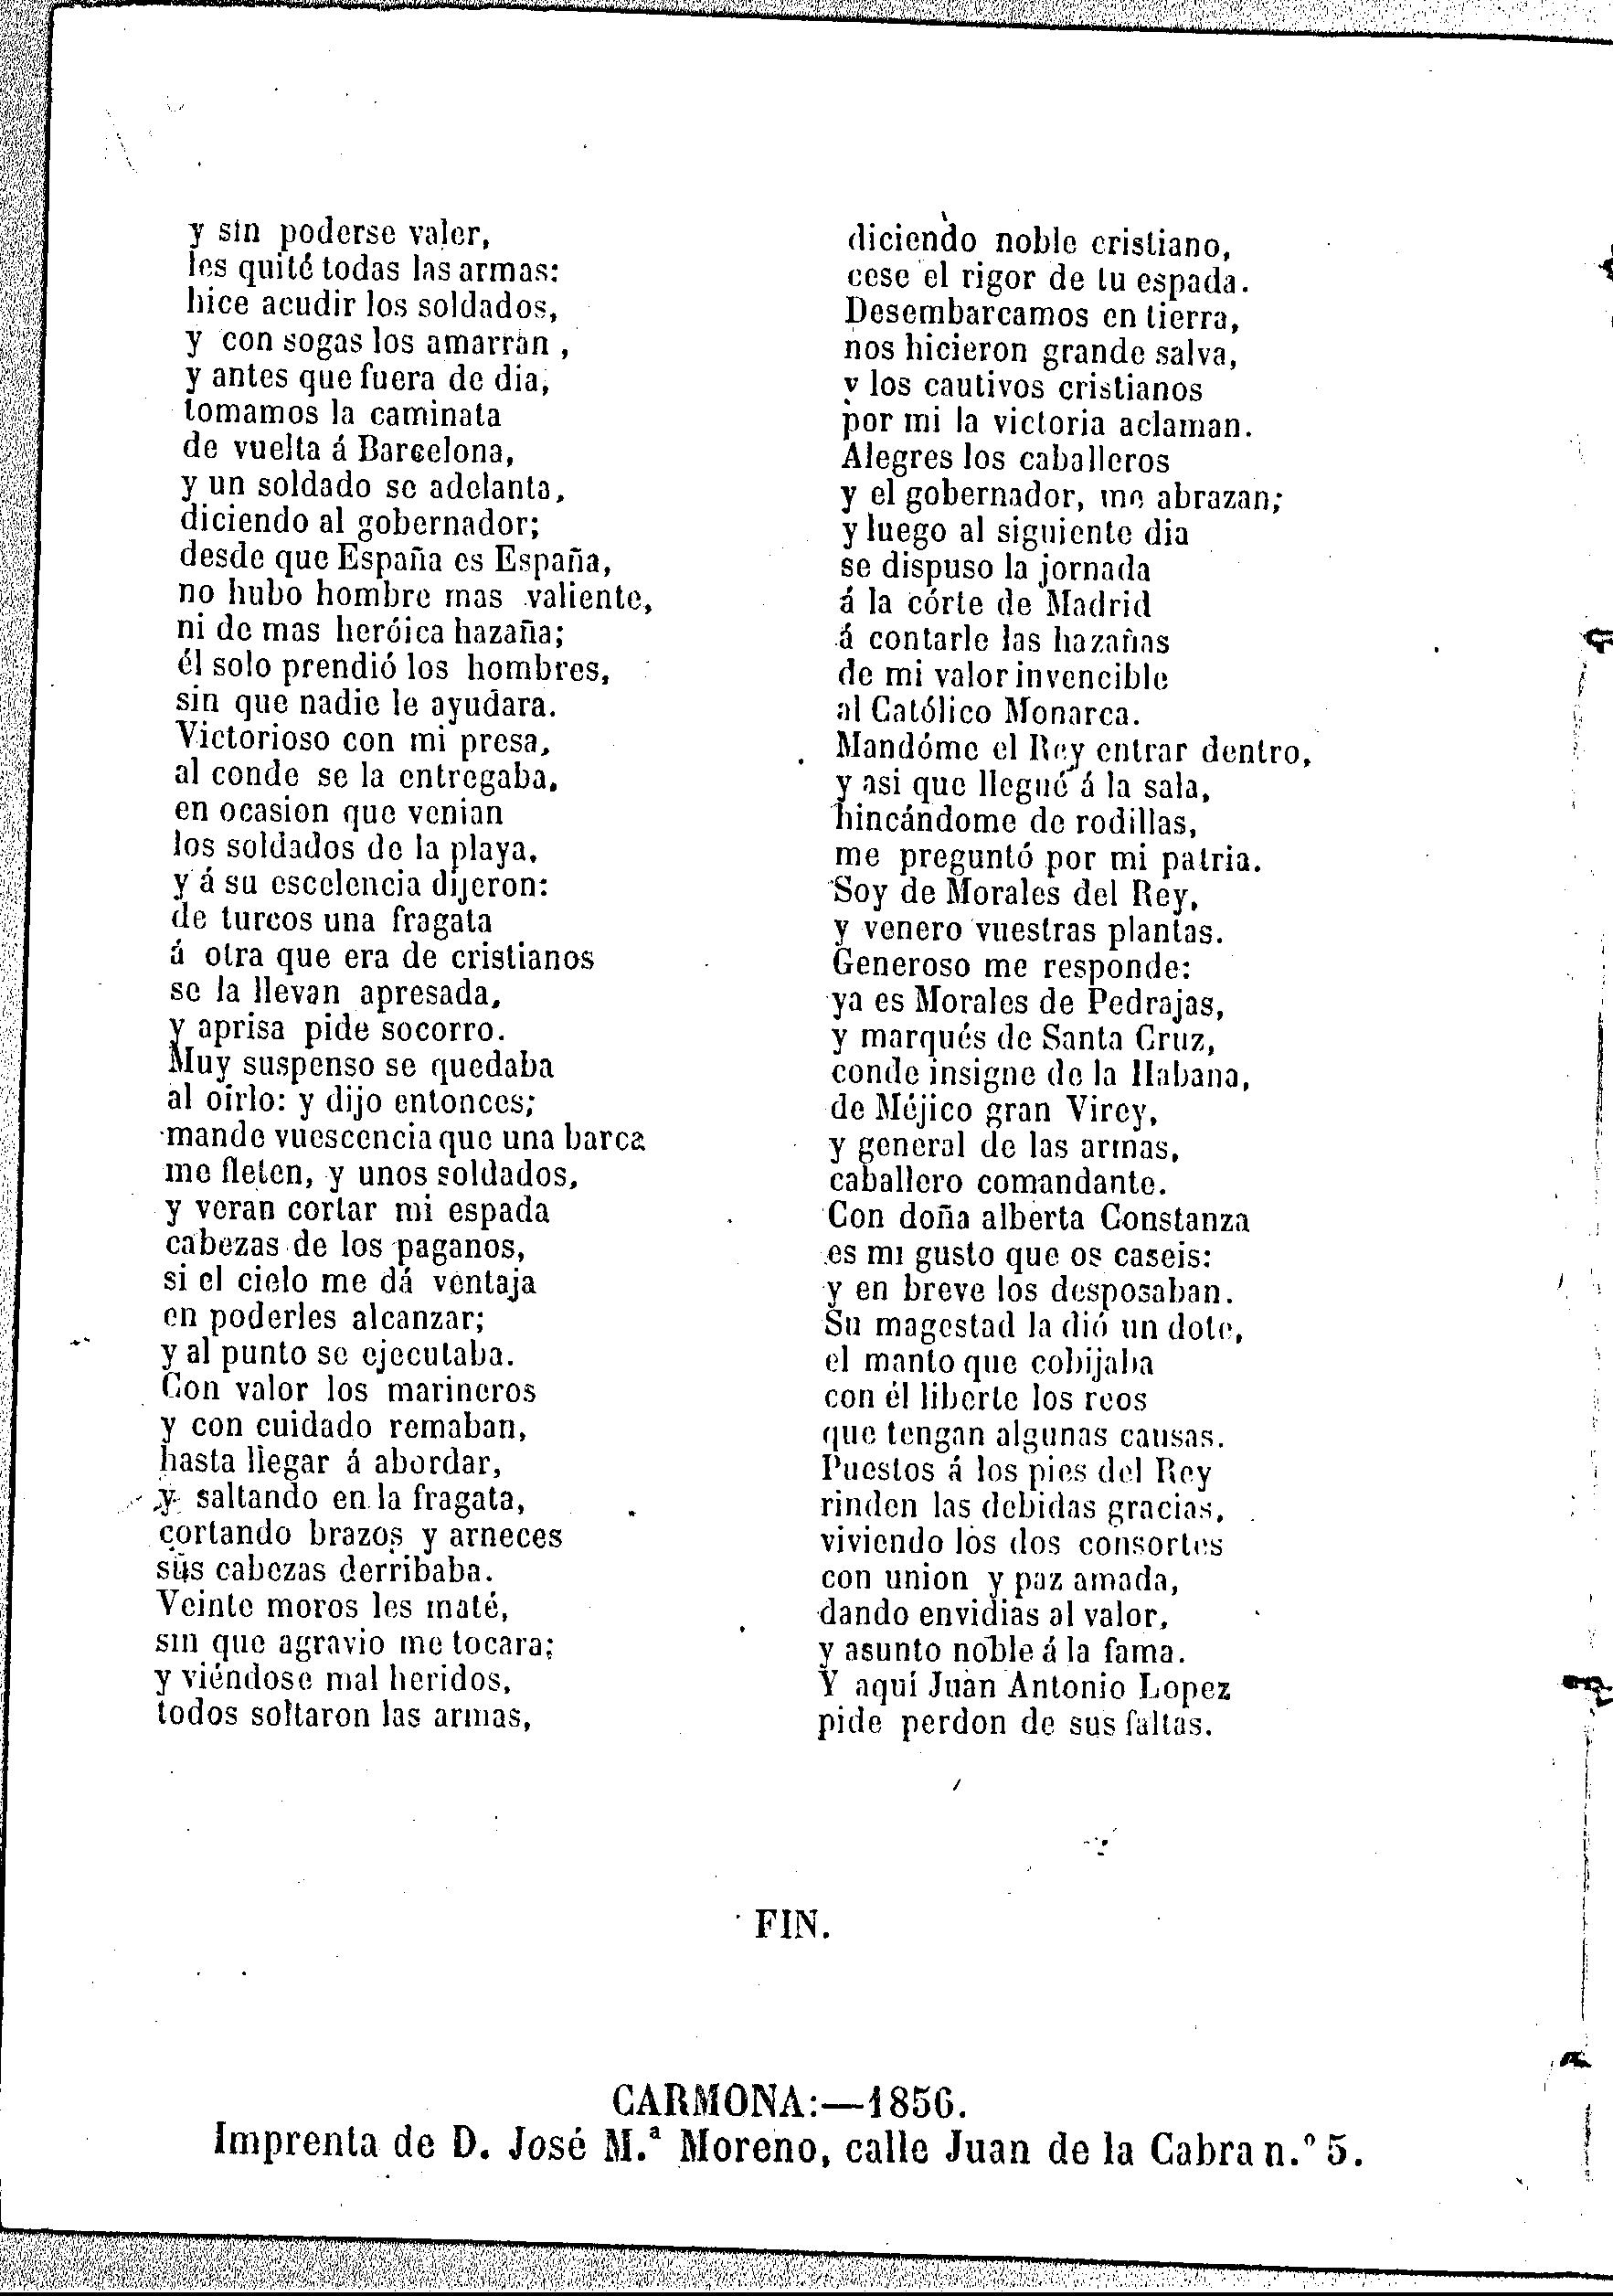 y sin poderse valer,
les quité todas las armas:
hice acudir los soldados,
y con sogas los amarran,
y antes que fuera de dia,
tomamos la caminata
de vuelta á Barcelona,
y un soldado se adelanta,
diciendo al gobernador;
desde que España es España,
no hubo hombre mas valiente,
ni de mas heróica hazaña;
él solo prendió los hombres,
sin que nadie le ayudara.
Victorioso con mi presa,
al conde se la entregaba,
en ocasion que venian
los soldados de la playa,
y á su escelencia dijeron:
de turcos una fragata
á otra que era de cristianos
se la llevan apresada,
y aprisa pide socorro.
Muy suspenso se quedaba
al oirlo: y dijo entonces;
mande vuescencia que una barca
me fleten, y unos soldados,
y veran cortar mi espada
cabezas de los paganos,
si el cielo me dá ventaja
en poderles alcanzar;
y al punto se ejecutaba.
Con valor los marineros
y con cuidado remaban,
hasta llegar á abordar,
y saltando en la fragata,
cortando brazos y arneces
sus cabezas derribaba.
Veinte moros les maté,
sin que agravio me tocara;
y viéndose mal heridos,
todos soltaron las armas,
diciendo noble cristiano,
cese el rigor de tu espada.
Desembarcamos en tierra,
nos hicieron grande salva,
y los cautivos cristianos
por mi la victoria aclaman.
Alegres los caballeros
y el gobernador, me abrazan;
y luego al siguiente dia
se dispuso la jornada
á la córte de Madrid
á contarle las hazañas
de mi valor invencible
al Católico Monarca.
Mandóme el Rey entrar dentro,
y asi que llegué á la sala,
hincándome de rodillas,
me preguntó por mi patria.
Soy de Morales del Rey,
y venero vuestras plantas.
Generoso me responde:
ya es Morales de Pedrajas,
y marqués de Santa Cruz,
conde insigne de la Habana,
de Méjico gran Virey,
y general de las armas,
caballero comandante.
Con doña alberta Constanza
es mi gusto que os caseis:
y en breve los desposaban.
Su magestad la dió un dote,
el manto que cobijaba
con él liberte los reos
que tengan algunas causas.
Puestos á los pies del Rey
rinden las debidas gracias,
viviendo los dos consortes
con union y paz amada,
dando envidias al valor,
y asunto noble á la fama.
Y aquí Juan Antonio Lopez
pide perdon de sus faltas.
FIN.
CARMONA:—1856.
Imprenta de D. José M.ª Moreno, calle Juan de la Cabra n.º 5.